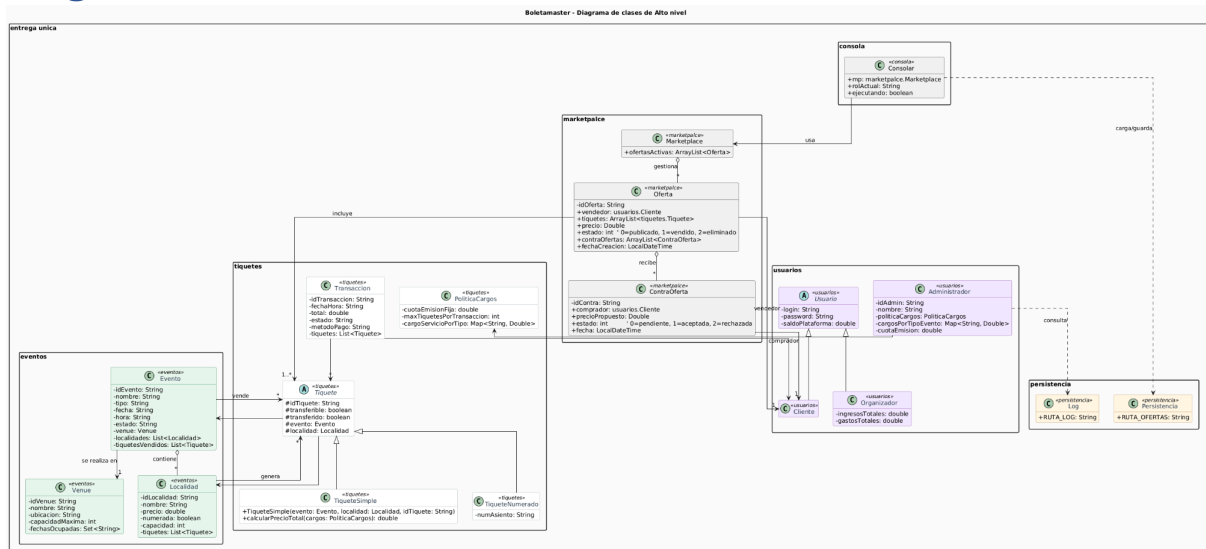 Boletamaster - Diagrama de clases de Alto nivel
entrega unica
consola
C
«consola»
Consolar
+mp: marketpalce.Marketplace
+rolActual: String
+ejecutando: boolean
carga/guarda
usa
marketpalce
C
«marketpalce»
Marketplace
+ofertasActivas: ArrayList<Oferta>
gestiona
*
C
«marketpalce»
Oferta
-idOferta: String
+vendedor: usuarios.Cliente
+tiquetes: ArrayList<tiquetes.Tiquete>
+precio: Double
+estado: int ' 0=publicado, 1=vendido, 2=eliminado
+contraOfertas: ArrayList<ContraOferta>
+fechaCreacion: LocalDateTime
incluye
recibe
*
C
«marketpalce»
ContraOferta
-idContra: String
+comprador: usuarios.Cliente
+precioPropuesto: Double
+estado: int ' 0=pendiente, 1=aceptada, 2=rechazada
+fecha: LocalDateTime
vendedor
comprador
1
1
usuarios
A
«usuarios»
Usuario
-login: String
-password: String
-saldoPlataforma: double
C
«usuarios»
Administrador
-idAdmin: String
-nombre: String
-politicaCargos: PoliticaCargos
-cargosPorTipoEvento: Map<String, Double>
-cuotaEmision: double
C
«usuarios»
Cliente
C
«usuarios»
Organizador
-ingresosTotales: double
-gastosTotales: double
consulta
persistencia
C
«persistencia»
Log
+RUTA_LOG: String
C
«persistencia»
Persistencia
+RUTA_OFERTAS: String
tiquetes
C
«tiquetes»
Transaccion
-idTransaccion: String
-fechaHora: String
-total: double
-estado: String
-metodoPago: String
-tiquetes: List<Tiquete>
C
«tiquetes»
PoliticaCargos
-cuotaEmisionFija: double
-maxTiquetesPorTransaccion: int
-cargoServicioPorTipo: Map<String, Double>
1..*
*
A
«tiquetes»
Tiquete
#idTiquete: String
#transferible: boolean
#transferido: boolean
#evento: Evento
#localidad: Localidad
*
C
«tiquetes»
TiqueteSimple
+TiqueteSimple(evento: Evento, localidad: Localidad, idTiquete: String)
+calcularPrecioTotal(cargos: PoliticaCargos): double
C
«tiquetes»
TiqueteNumerado
-numAsiento: String
eventos
C
«eventos»
Evento
-idEvento: String
-nombre: String
-tipo: String
-fecha: String
-hora: String
-estado: String
-venue: Venue
-localidades: List<Localidad>
-tiquetesVendidos: List<Tiquete>
vende
se realiza en
1
contiene
*
genera
C
«eventos»
Venue
-idVenue: String
-nombre: String
-ubicacion: String
-capacidadMaxima: int
-fechasOcupadas: Set<String>
C
«eventos»
Localidad
-idLocalidad: String
-nombre: String
-precio: double
-numerada: boolean
-capacidad: int
-tiquetes: List<Tiquete>